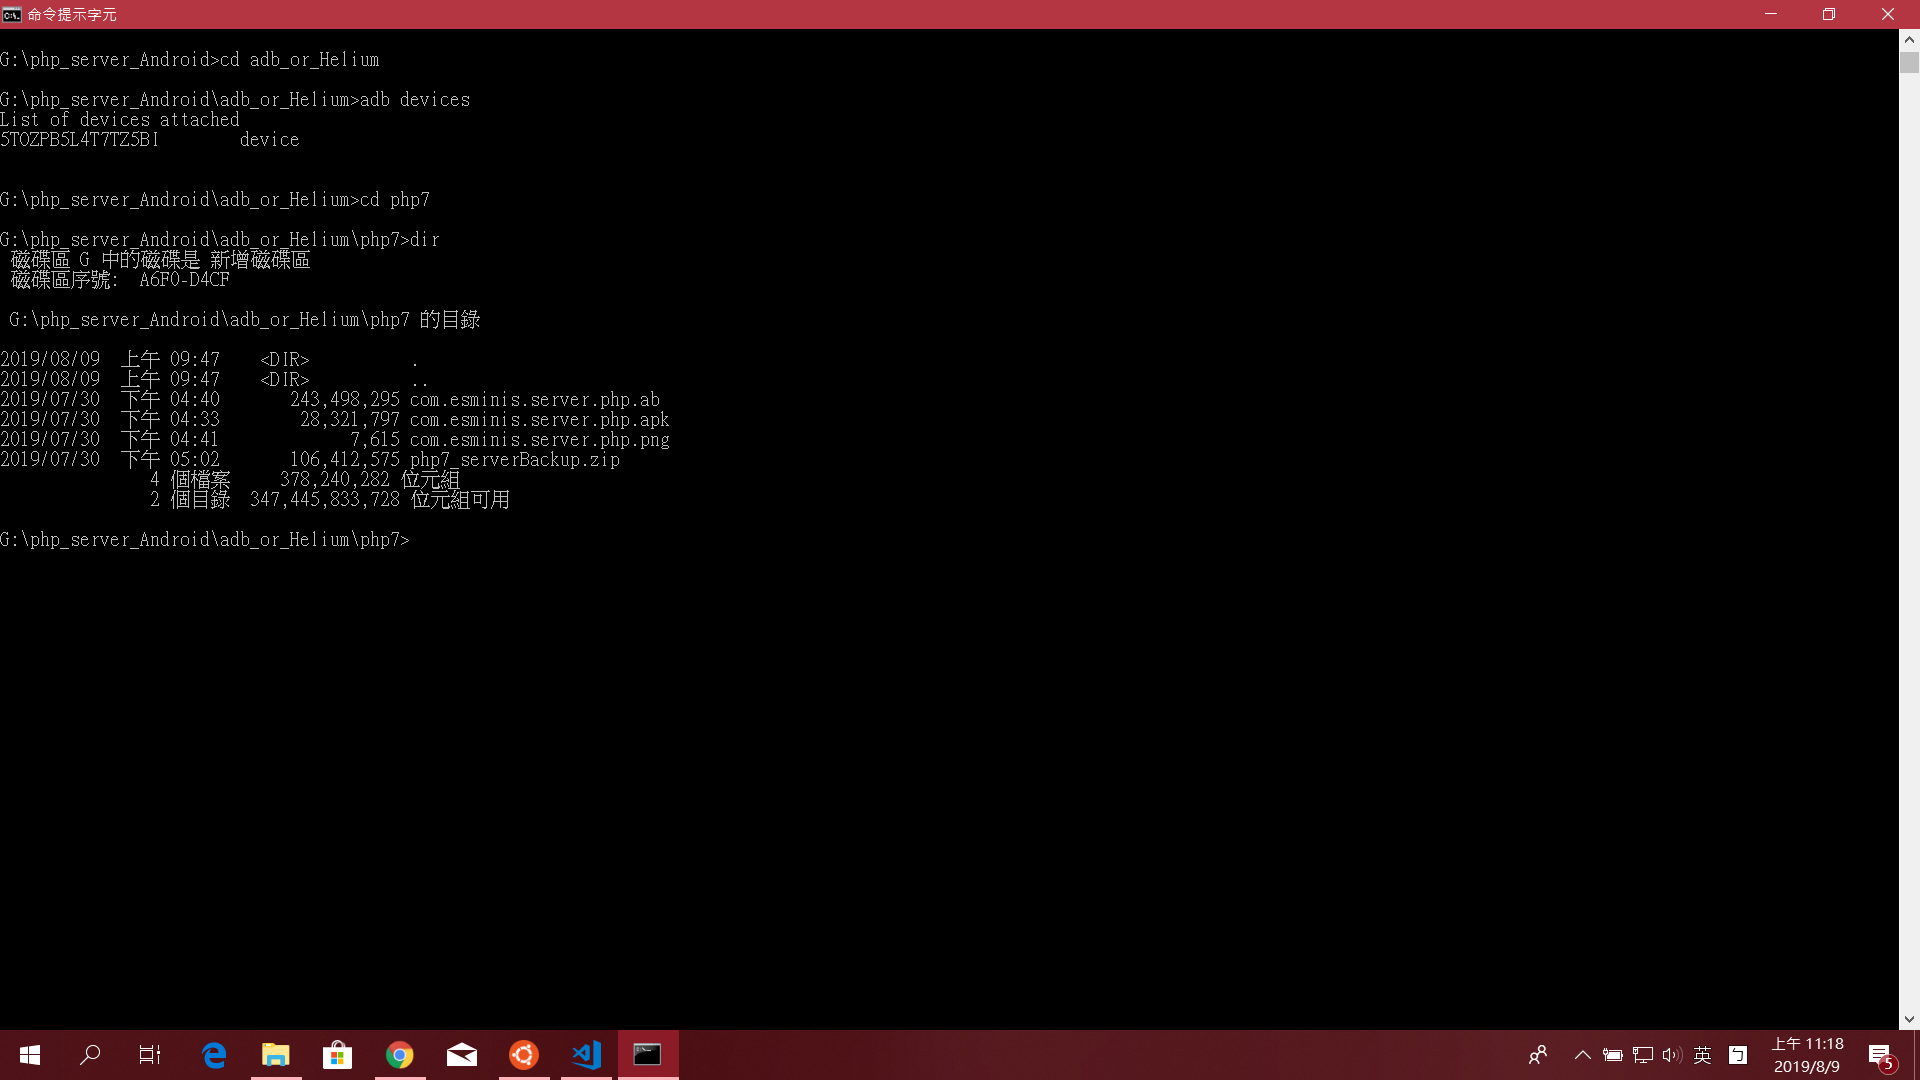 命令提示字元
G:\php_server_Android>cd adb_or_Helium
G:\php_server_Android\adb_or_Helium>adb devices
List of devices attached
5TOZPB5L4T7TZ5BI        device
G:\php_server_Android\adb_or_Helium>cd php7
G:\php_server_Android\adb_or_Helium\php7>dir
磁碟區 G 中的磁碟是 新增磁碟區
磁碟區序號:  A6F0-D4CF
G:\php_server_Android\adb_or_Helium\php7 的目錄
2019/08/09  上午 09:47    <DIR>          .
2019/08/09  上午 09:47    <DIR>          ..
2019/07/30  下午 04:40       243,498,295 com.esminis.server.php.ab
2019/07/30  下午 04:33        28,321,797 com.esminis.server.php.apk
2019/07/30  下午 04:41             7,615 com.esminis.server.php.png
2019/07/30  下午 05:02       106,412,575 php7_serverBackup.zip
4 個檔案     378,240,282 位元組
2 個目錄  347,445,833,728 位元組可用
G:\php_server_Android\adb_or_Helium\php7>
英
上午 11:18
2019/8/9
5